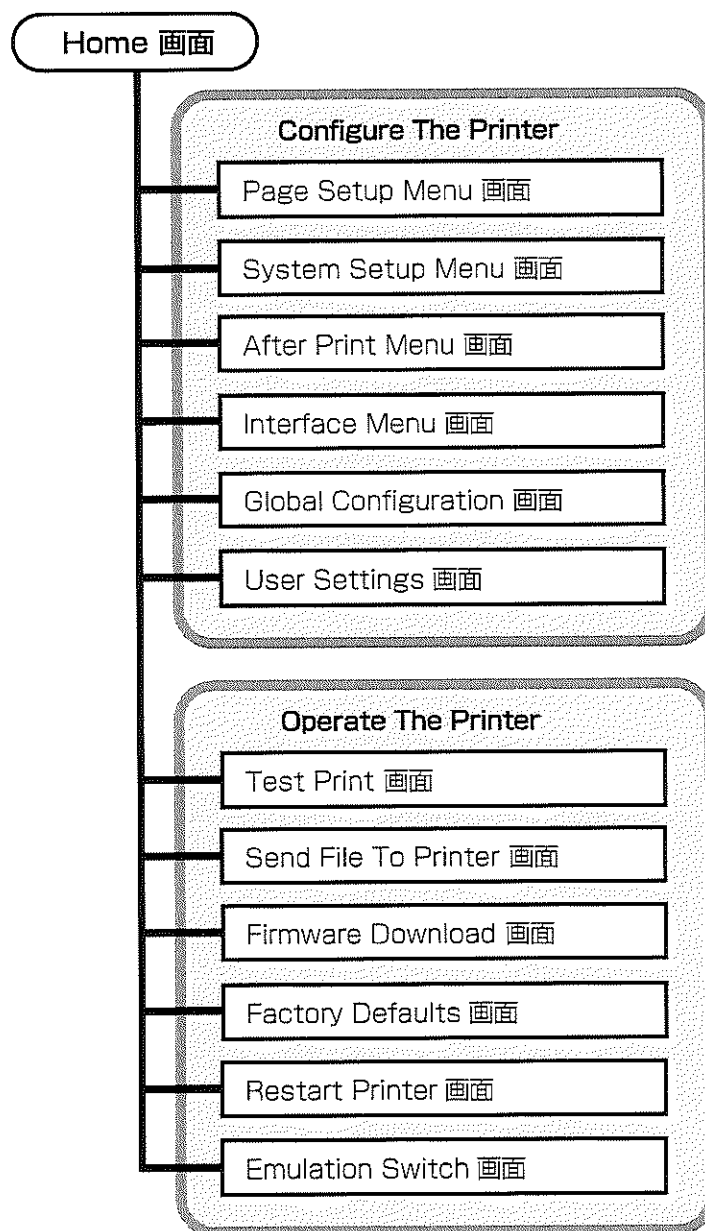 Home 画面
Configure The Printer
Page Setup Menu 画面
System Setup Menu 画面
After Print Menu 画面
Interface Menu 画面
Global Configuration 画面
User Settings 画面
Operate The Printer
Test Print 画面
Send File To Printer 画面
Firmware Download 画面
Factory Defaults 画面
Restart Printer 画面
Emulation Switch 画面